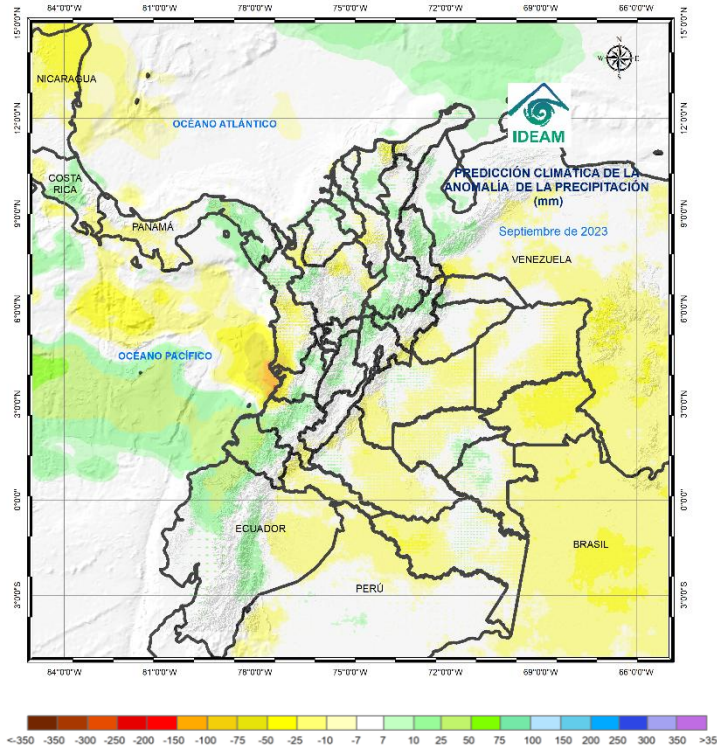 84°0'0"W 81°0'0"W 78°0'0"W 75°0'0"W 72°0'0"W 69°0'0"W 66°0'0"W
15°0'0"N
NICARAGUA
N
W E
S
IDEAM
12°0'0"N 12°0'0"N
OCÉANO ATLÁNTICO
PREDICCIÓN CLIMÁTICA DE LA
ANOMALÍA DE LA PRECIPITACIÓN
(mm)
COSTA
RICA
9°0'0"N 9°0'0"N
PANAMÁ
Septiembre de 2023
VENEZUELA
6°0'0"N 6°0'0"N
OCÉANO PACÍFICO
3°0'0"N 3°0'0"N
0°0'0" 0°0'0"
ECUADOR
BRASIL
PERÚ
3°0'0"S 3°0'0"S
84°0'0"W 81°0'0"W 78°0'0"W 75°0'0"W 72°0'0"W 69°0'0"W 66°0'0"W
<-350 -350 -300 -250 -200 -150 -100 -75 -50 -25 -10 -7 7 10 25 50 75 100 150 200 250 300 350 >35